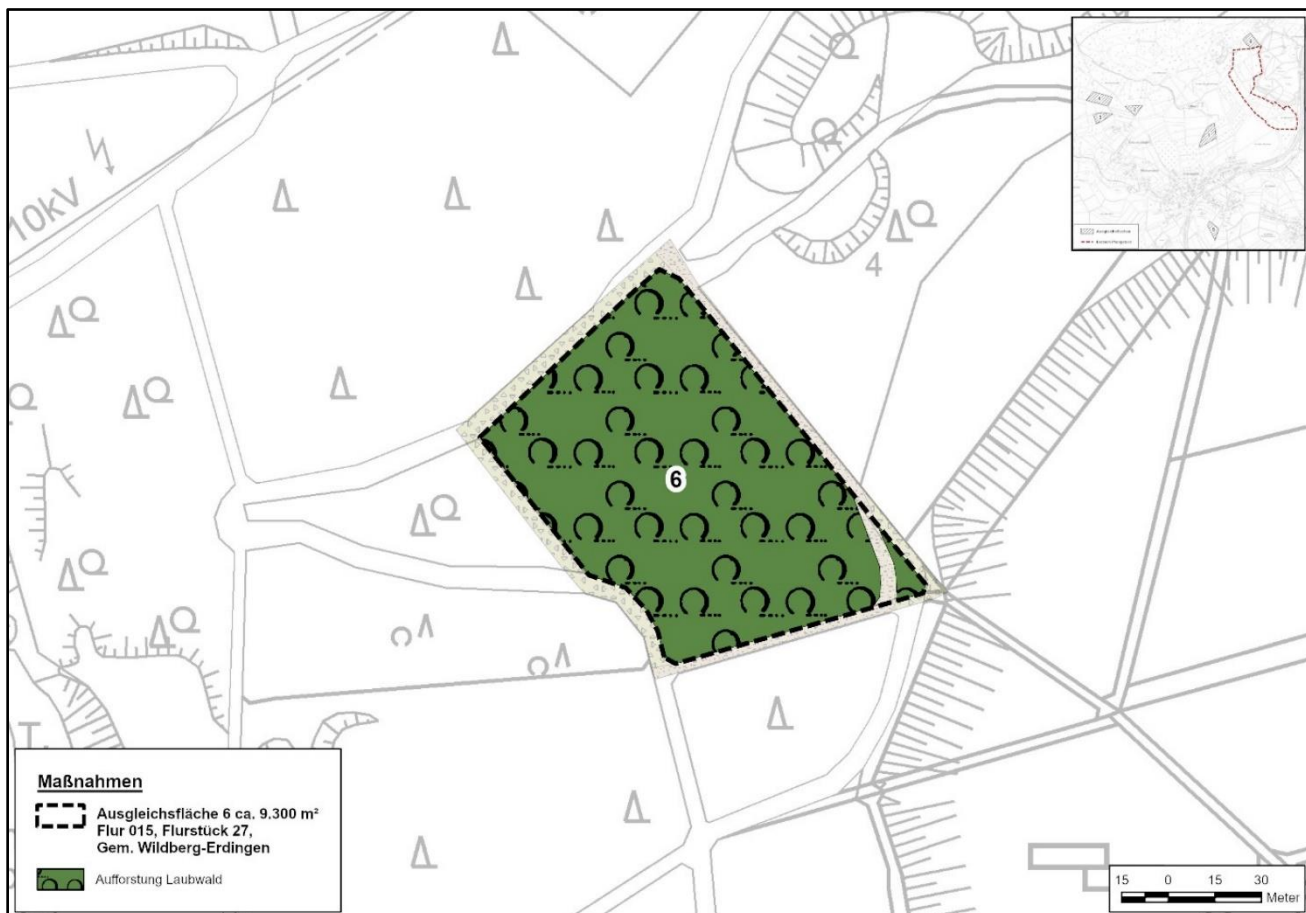 10kV
4
6
T.
Maßnahmen
Ausgleichsfläche 6 ca. 9.300 m²
Flur 015, Flurstück 27,
Gem. Wildberg-Erdingen
Aufforstung Laubwald
15 0 15 30
Meter